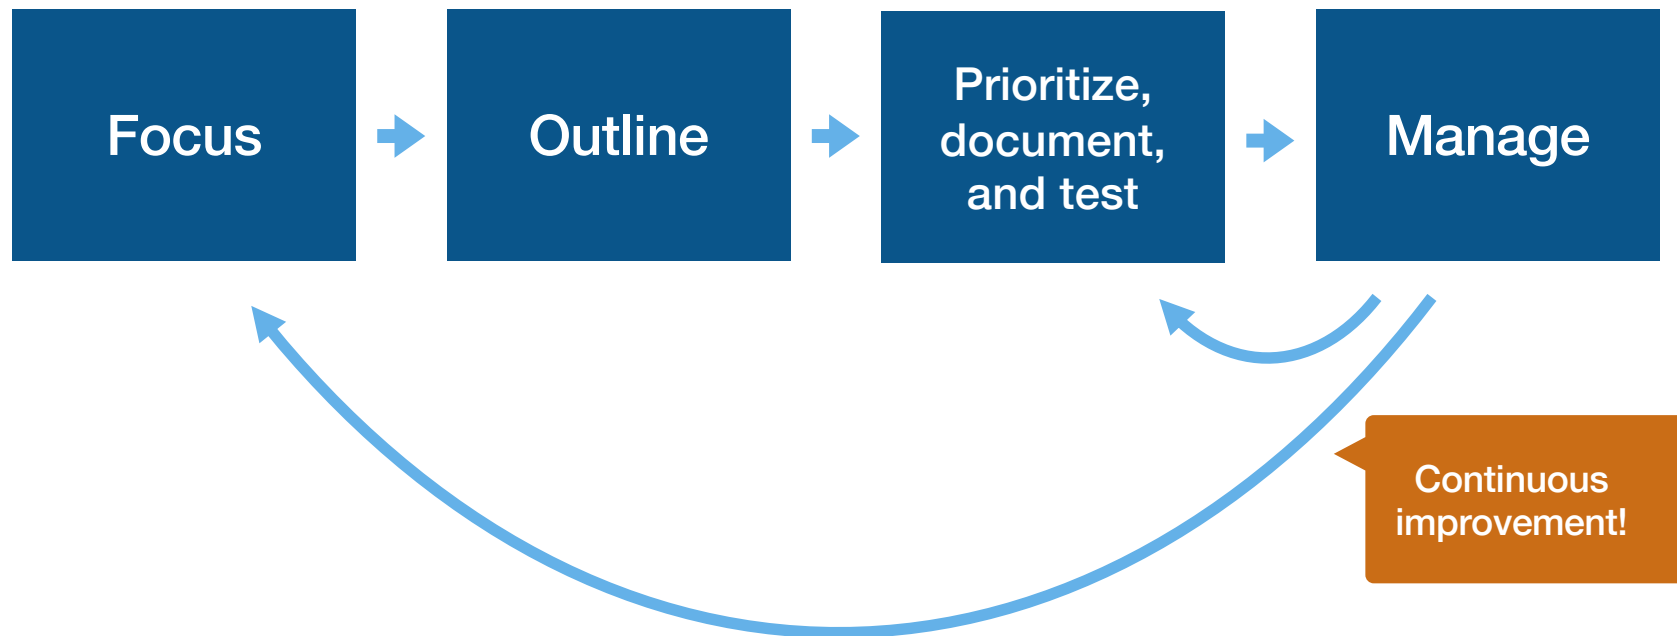 Focus
Outline
Prioritize,
document,
and test
Manage
Continuous
improvement!